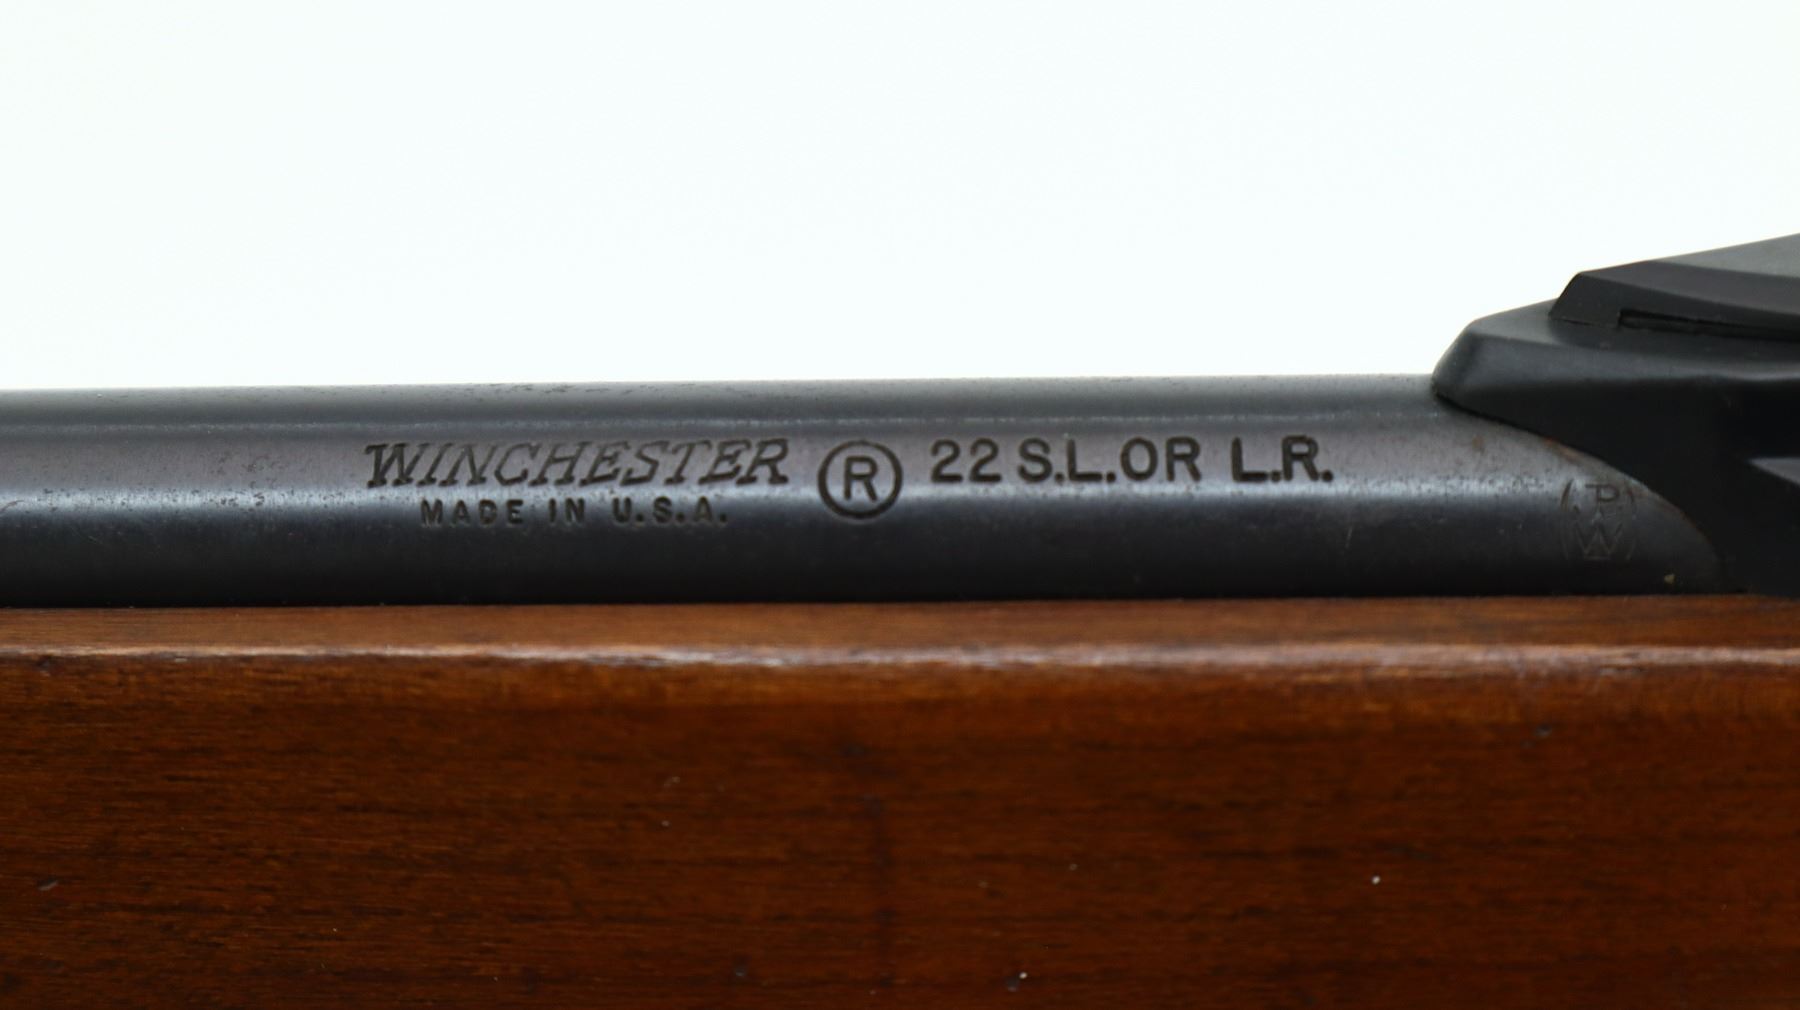 WINCHESTER ® 22 S.L.OR L.R.
MADE IN U.S.A.
P
W